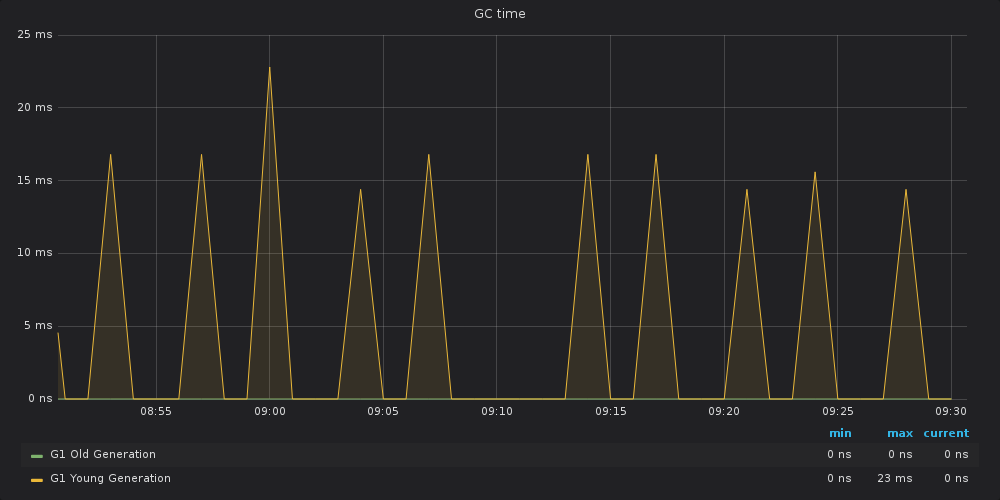 GC time
25 ms
20 ms
15 ms
10 ms
5 ms
0 ns
08:55 09:00 09:05 09:10 09:15 09:20 09:25 09:30
min max current
G1 Old Generation 0 ns 0 ns 0 ns
G1 Young Generation 0 ns 23 ms 0 ns